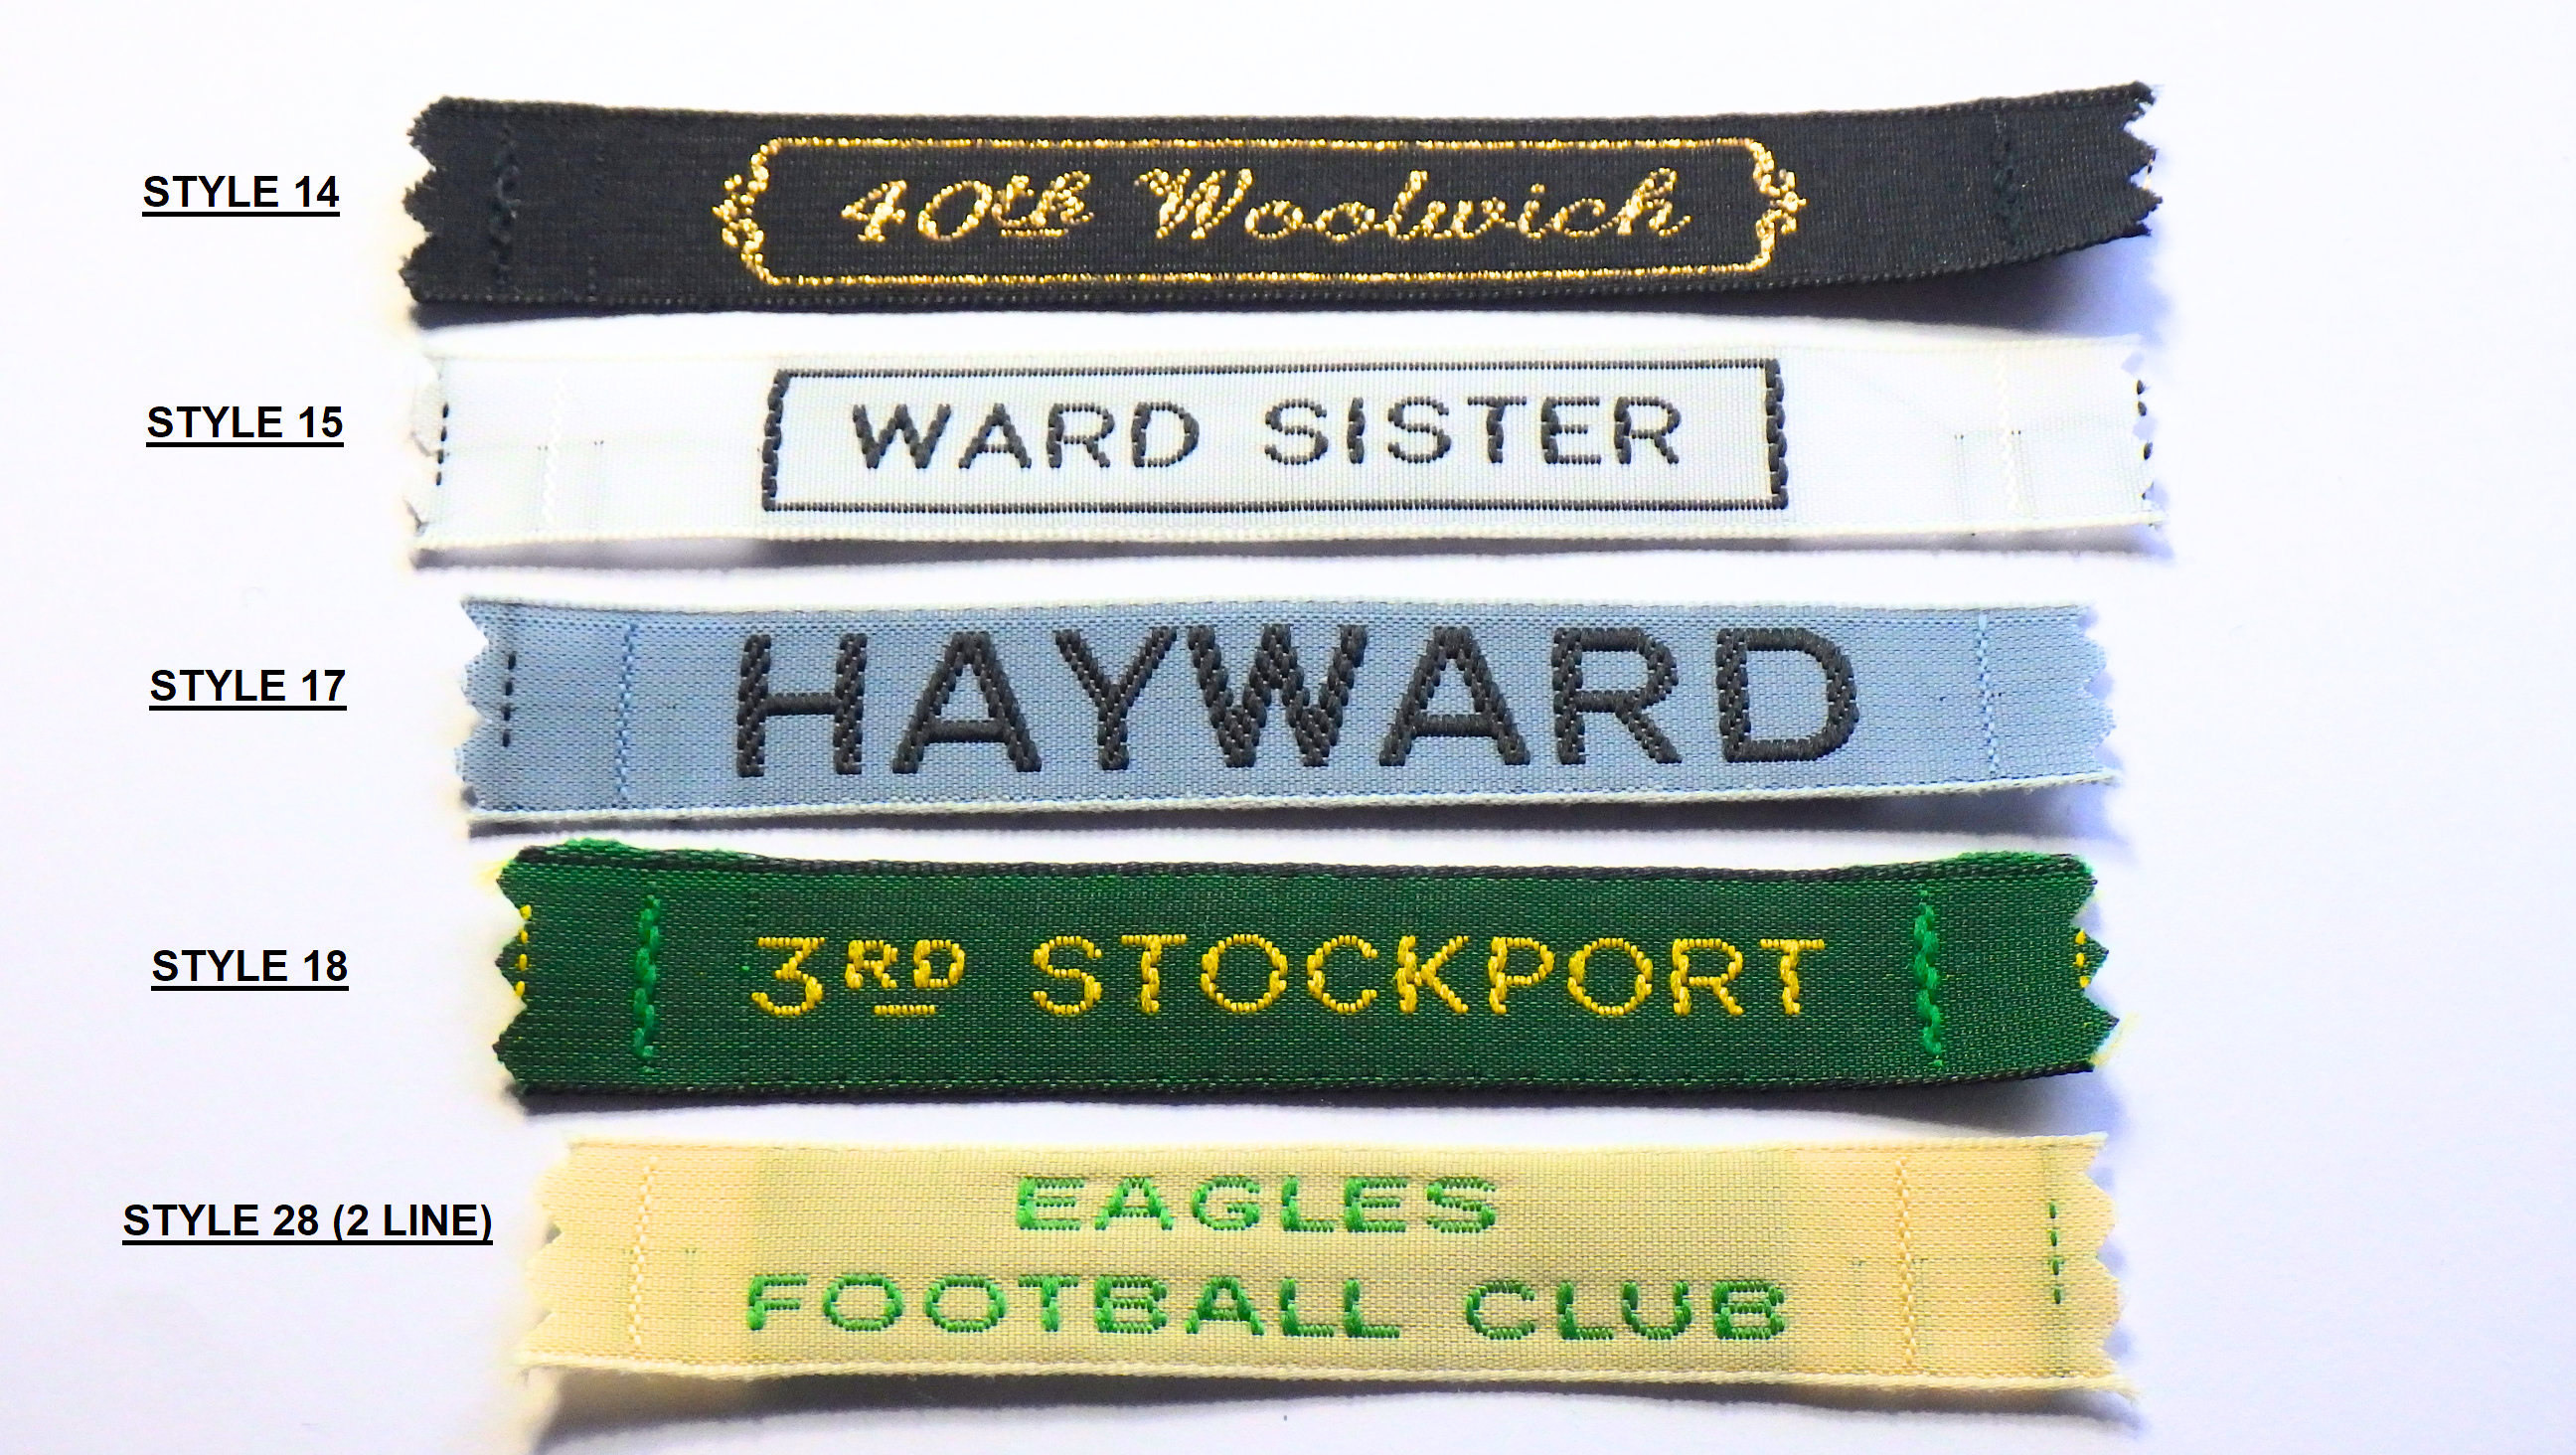 STYLE 14
40th Woolwich
STYLE 15
WARD SISTER
STYLE 17
HAYWARD
STYLE 18
3RD STOCKPORT
STYLE 28 (2 LINE)
EAGLES
FOOTBALL CLUB